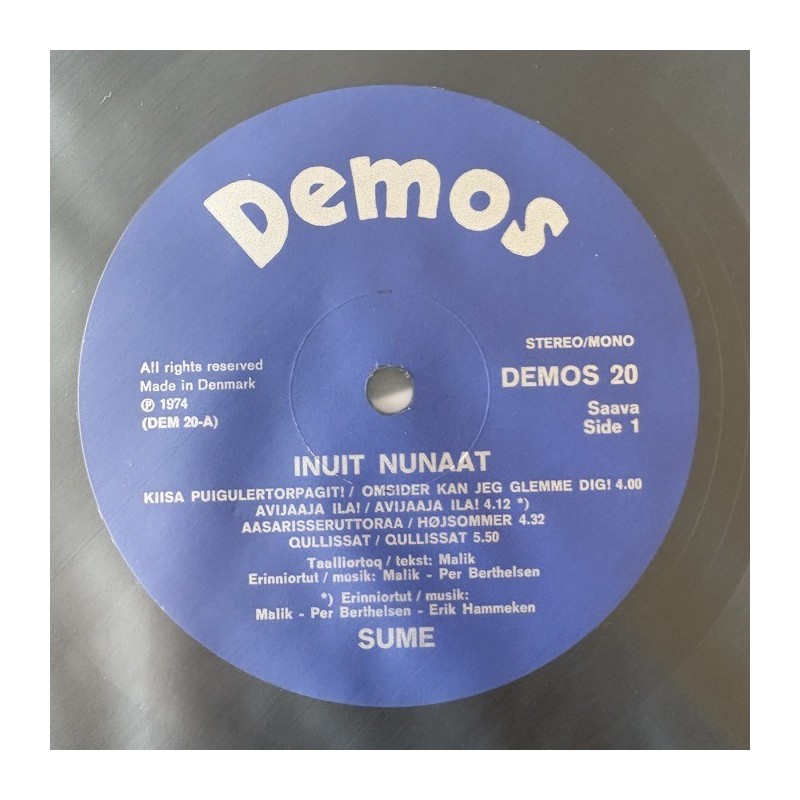 Demos
STEREO/MONO
DEMOS 20
Saava
Side 1
All rights reserved
Made in Denmark
℗ 1974
(DEM 20-A)
INUIT NUNAAT
KIISA PUIGULERTORPAGIT! / OMSIDER KAN JEG GLEMME DIG! 4.00
AVIJAAJA ILA! / AVIJAAJA ILA! 4.12 *)
AASARISSERUTTORAA / HØJSOMMER 4.32
QULLISSAT / QULLISSAT 5.50
Taalliortoq / tekst: Malik
Erinniortut / musik: Malik - Per Berthelsen
*) Erinniortut / musik:
Malik - Per Berthelsen - Erik Hammeken
SUME